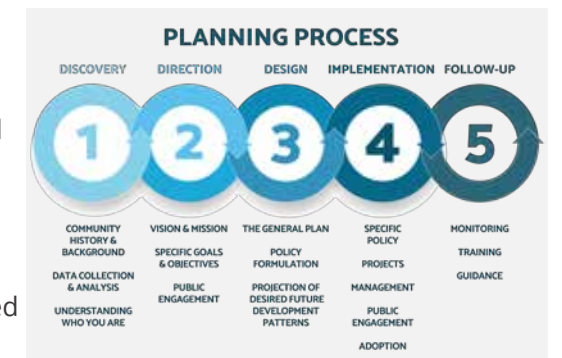 PLANNING PROCESS
DISCOVERY DIRECTION DESIGN IMPLEMENTATION FOLLOW-UP
1 2 3 4 5
COMMUNITY
HISTORY &
BACKGROUND
DATA COLLECTION
& ANALYSIS
UNDERSTANDING
WHO YOU ARE
VISION & MISSION
SPECIFIC GOALS
& OBJECTIVES
PUBLIC
ENGAGEMENT
THE GENERAL PLAN
POLICY
FORMULATION
PROJECTION OF
DESIRED FUTURE
DEVELOPMENT
PATTERNS
SPECIFIC
POLICY
PROJECTS
MANAGEMENT
PUBLIC
ENGAGEMENT
ADOPTION
MONITORING
TRAINING
GUIDANCE
ed